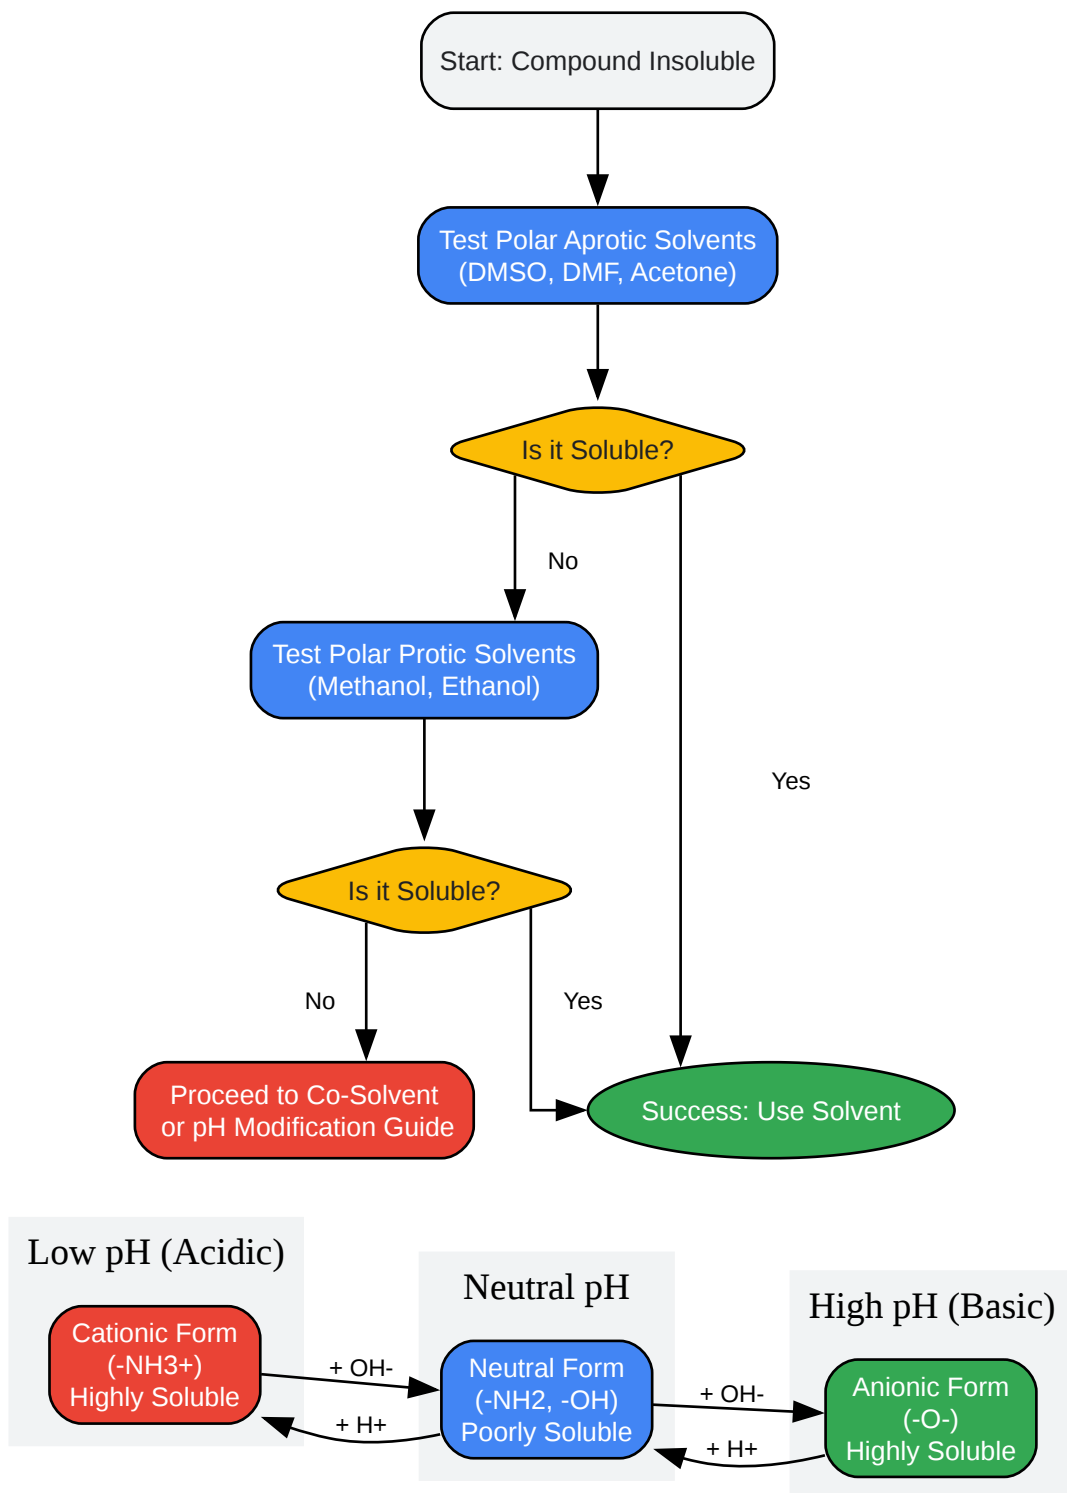 Start: Compound Insoluble
Test Polar Aprotic Solvents
(DMSO, DMF, Acetone)
Is it Soluble?
No
Test Polar Protic Solvents
(Methanol, Ethanol)
Yes
Is it Soluble?
No
Yes
Proceed to Co-Solvent
or pH Modification Guide
Success: Use Solvent
Low pH (Acidic)
Cationic Form
(-NH3+)
Highly Soluble
+ OH-
+ H+
Neutral pH
Neutral Form
(-NH2, -OH)
Poorly Soluble
+ OH-
+ H+
High pH (Basic)
Anionic Form
(-O-)
Highly Soluble